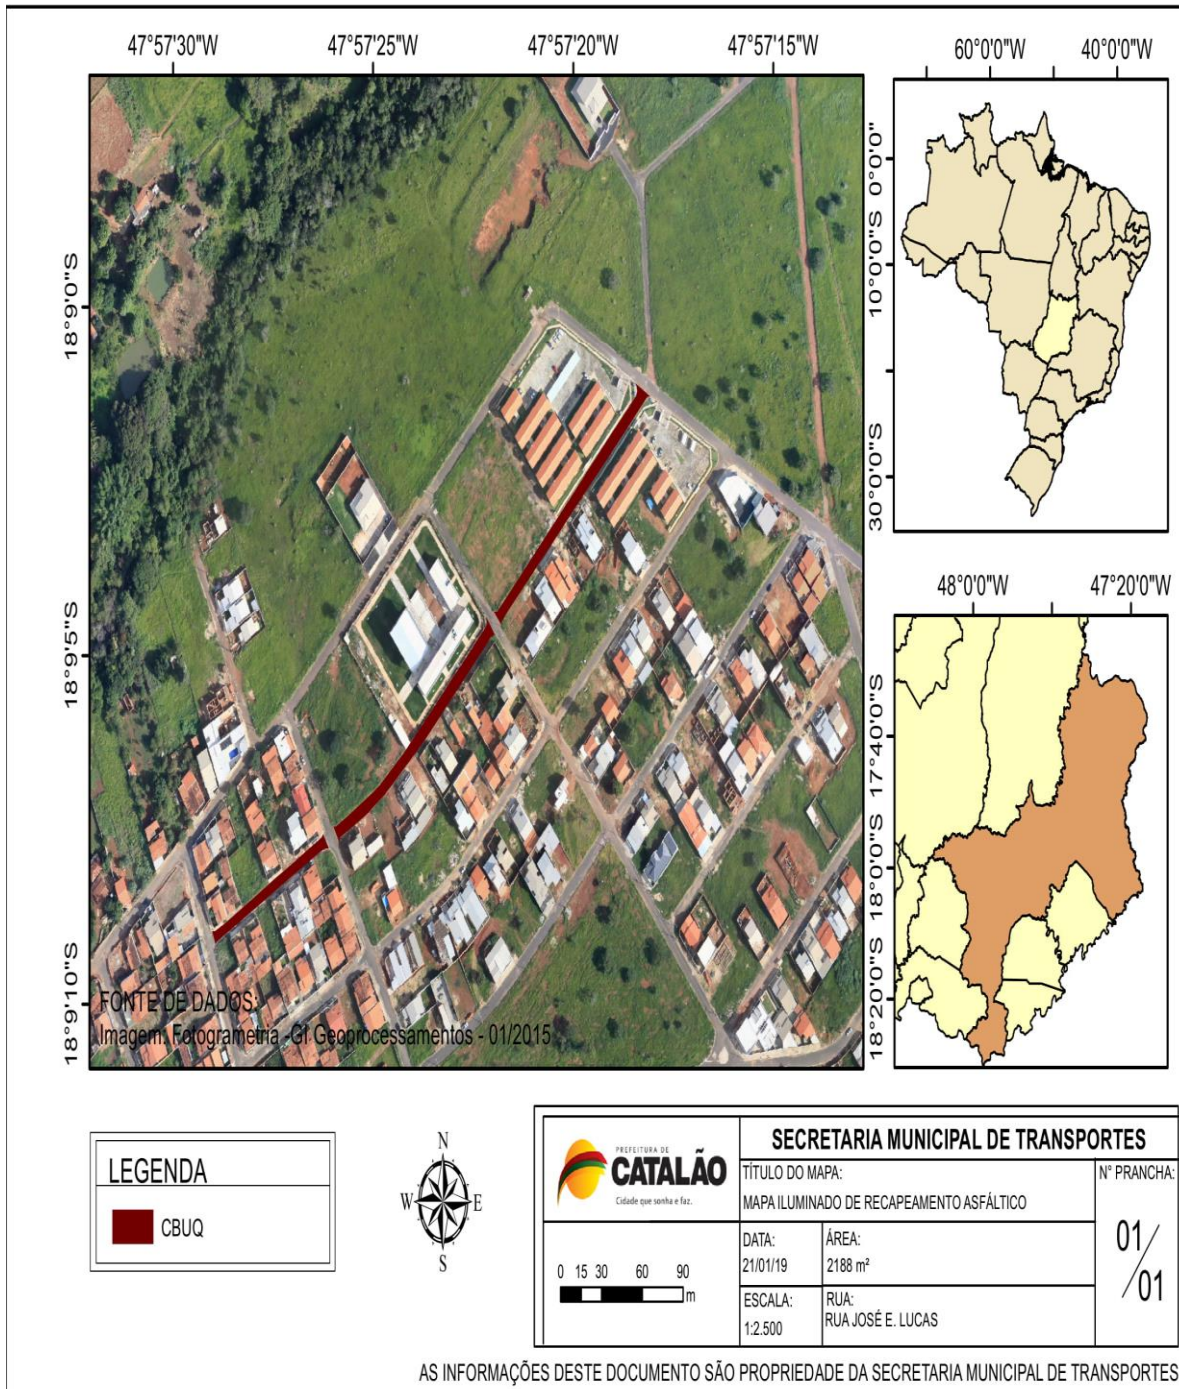 47°57'30"W 47°57'25"W 47°57'20"W 47°57'15"W
60°0'0"W 40°0'0"W
0°0'0"
10°0'0"S
30°0'0"S
18°9'0"S
18°9'5"S
18°9'10"S
48°0'0"W 47°20'0"W
17°40'0"S
18°0'0"S
18°20'0"S
FONTE DE DADOS:
Imagem: Fotogrametria -GI Geoprocessamentos - 01/2015
LEGENDA
CBUQ
N
W E
S
PREFEITURA DE
CATALÃO
Cidade que sonha e faz.
0 15 30 60 90
m
SECRETARIA MUNICIPAL DE TRANSPORTES
TÍTULO DO MAPA:
MAPA ILUMINADO DE RECAPEAMENTO ASFÁLTICO
N° PRANCHA:
01/01
DATA:
21/01/19
ÁREA:
2188 m²
ESCALA:
1:2.500
RUA:
RUA JOSÉ E. LUCAS
AS INFORMAÇÕES DESTE DOCUMENTO SÃO PROPRIEDADE DA SECRETARIA MUNICIPAL DE TRANSPORTES